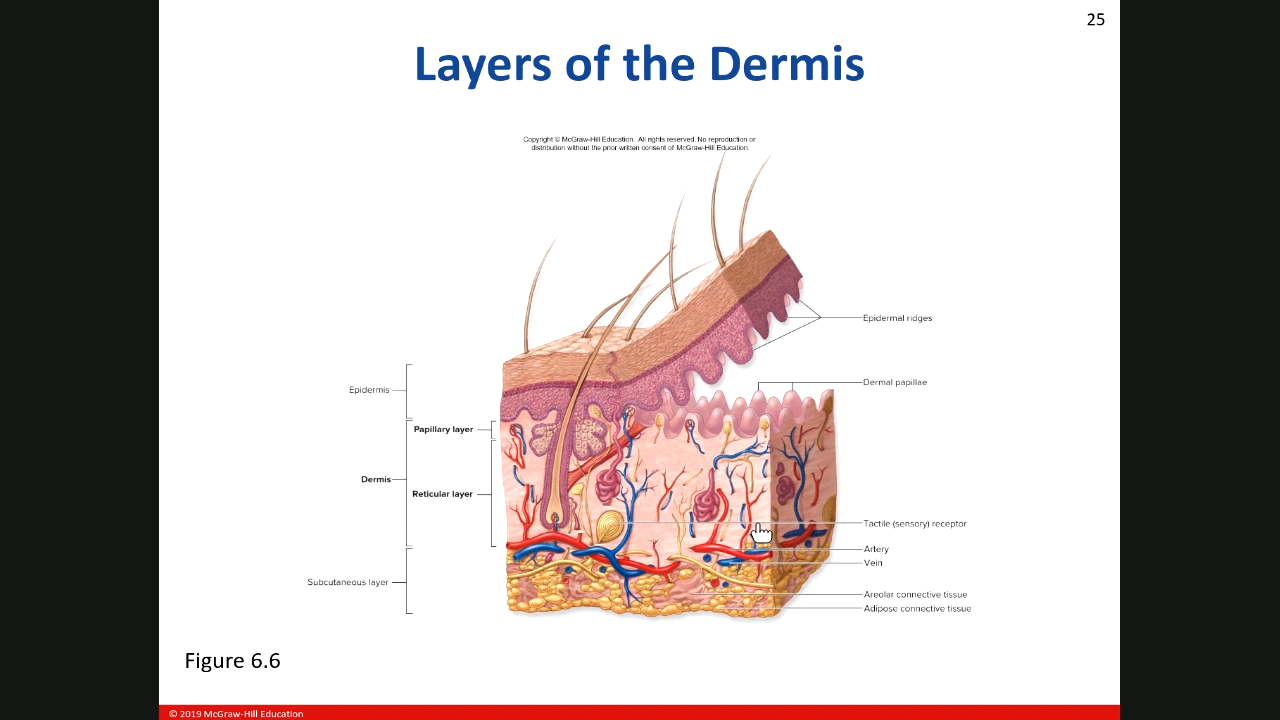 25
Layers of the Dermis
Copyright © McGraw-Hill Education. All rights reserved. No reproduction or
distribution without the prior written consent of McGraw-Hill Education.
Epidermal ridges
Dermal papillae
Epidermis
Papillary layer
Dermis
Reticular layer
Tactile (sensory) receptor
Artery
Vein
Subcutaneous layer
Areolar connective tissue
Adipose connective tissue
Figure 6.6
© 2019 McGraw-Hill Education